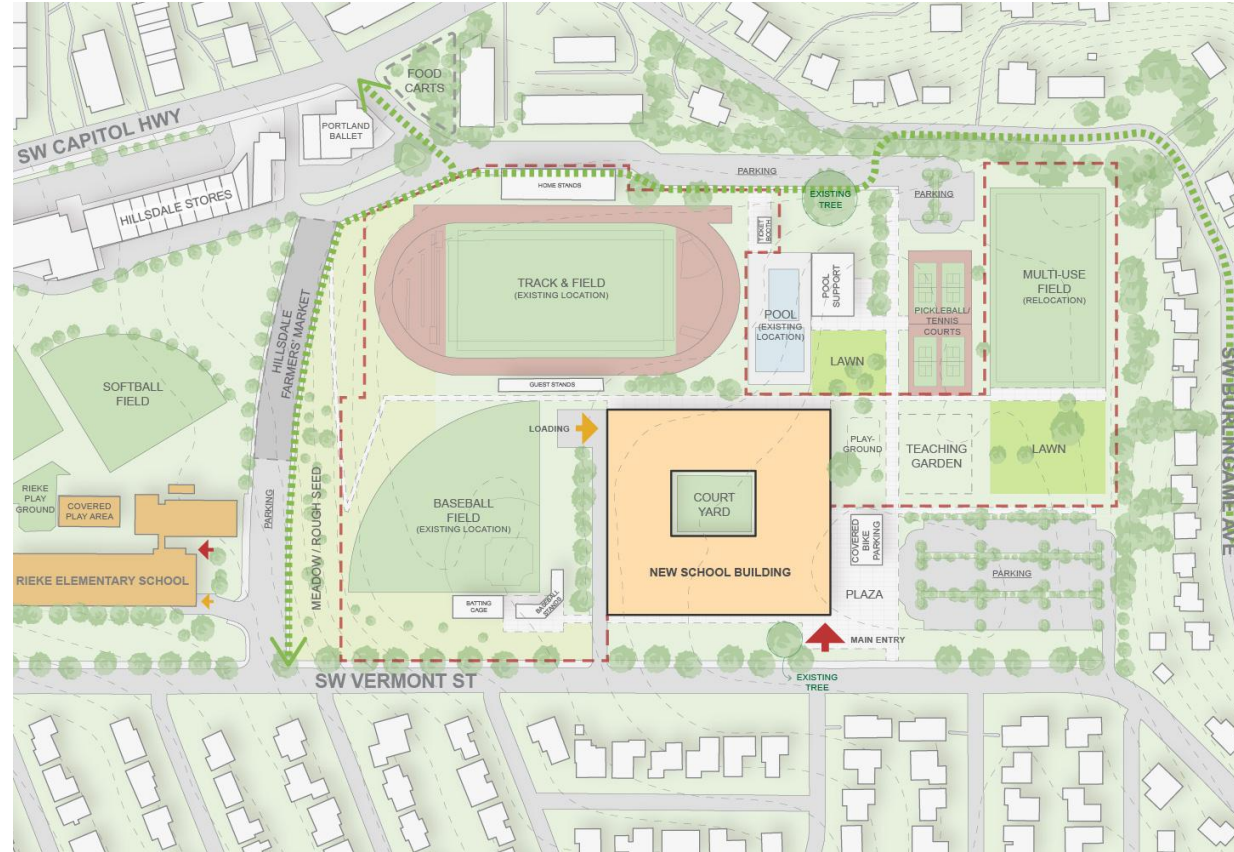 FOOD
CARTS
SW CAPITOL HWY
PORTLAND
BALLET
HILLSDALE STORES
HOME STANDS
PARKING
EXISTING
TREE
PARKING
TICKET
BOOTH
TRACK & FIELD
(EXISTING LOCATION)
POOL
(EXISTING
LOCATION)
POOL
SUPPORT
PICKLEBALL/
TENNIS
COURTS
MULTI-USE
FIELD
(RELOCATION)
HILLSDALE
FARMERS' MARKET
SOFTBALL
FIELD
LAWN
GUEST STANDS
SW BURLINGAME AVE
LOADING
PLAY-
GROUND
TEACHING
GARDEN
LAWN
RIEKE
PLAY
GROUND
COVERED
PLAY AREA
PARKING
MEADOW / ROUGH SEED
BASEBALL
FIELD
(EXISTING LOCATION)
COURT
YARD
COVERED
BIKE
PARKING
NEW SCHOOL BUILDING
PARKING
RIEKE ELEMENTARY SCHOOL
BATTING
CAGE
BASEBALL
STANDS
PLAZA
MAIN ENTRY
SW VERMONT ST
EXISTING
TREE